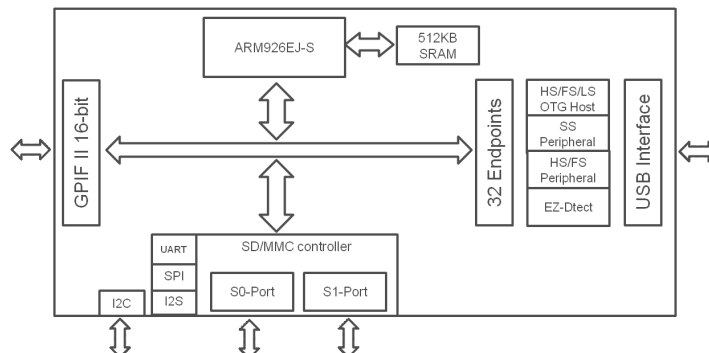 ARM926EJ-S
512KB
SRAM
GPIF II 16-bit
32 Endpoints
HS/FS/LS
OTG Host
SS
Peripheral
HS/FS
Peripheral
EZ-Dtect
USB Interface
UART
SPI
I2S
I2C
SD/MMC controller
S0-Port
S1-Port